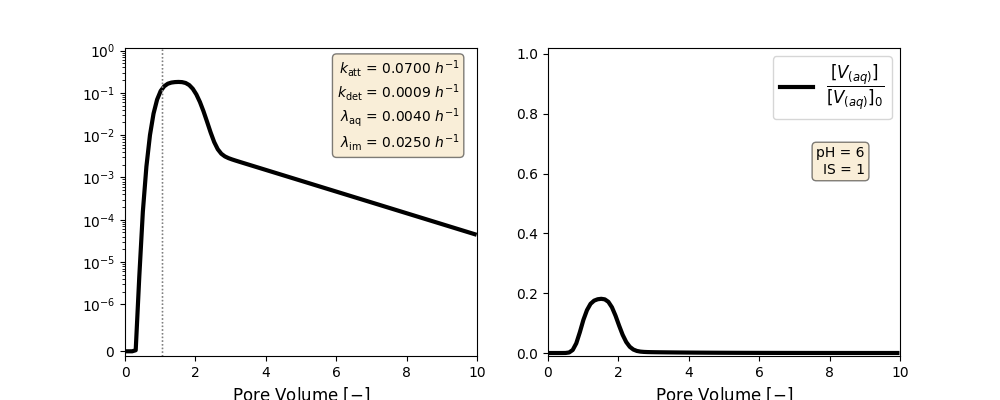 10⁰
10⁻¹
10⁻²
10⁻³
10⁻⁴
10⁻⁵
10⁻⁶
0
k_att = 0.0700 h⁻¹
k_det = 0.0009 h⁻¹
λ_aq = 0.0040 h⁻¹
λ_im = 0.0250 h⁻¹
0 2 4 6 8 10
Pore Volume [−]
1.0
0.8
0.6
0.4
0.2
0.0
[V_(aq)]
[V_(aq)]₀
pH = 6
IS = 1
0 2 4 6 8 10
Pore Volume [−]